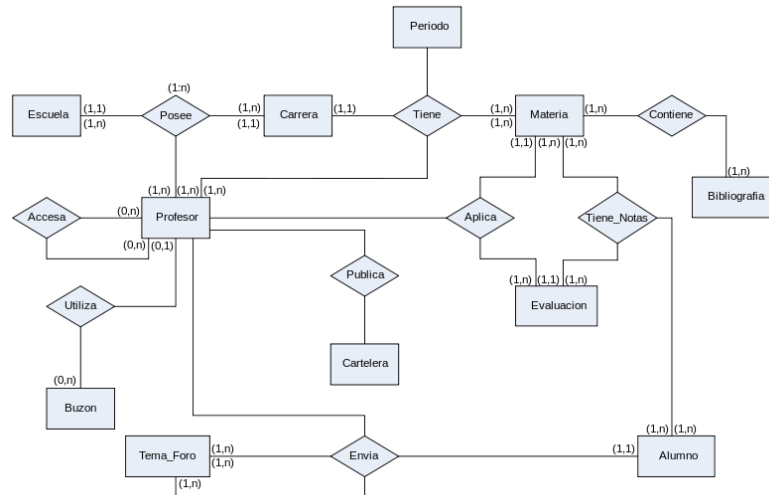 Periodo
(1:n)
Escuela
(1,1)
(1,n)
Posee
(1,n)
(1,1)
Carrera
(1,1)
Tiene
(1,n)
(1,n)
Materia
(1,n)
Contiene
(1,1) (1,n) (1,n)
(1,n)
Bibliografia
(1,n) (1,n) (1,n)
Accesa
(0,n)
Profesor
Aplica
Tiene_Notas
(0,n) (0,1)
Publica
(1,n) (1,1) (1,n)
Evaluacion
Utiliza
Cartelera
(0,n)
Buzon
(1,n) (1,n)
Tema_Foro
(1,n)
(1,n)
Envia
(1,1)
Alumno
(1,n)